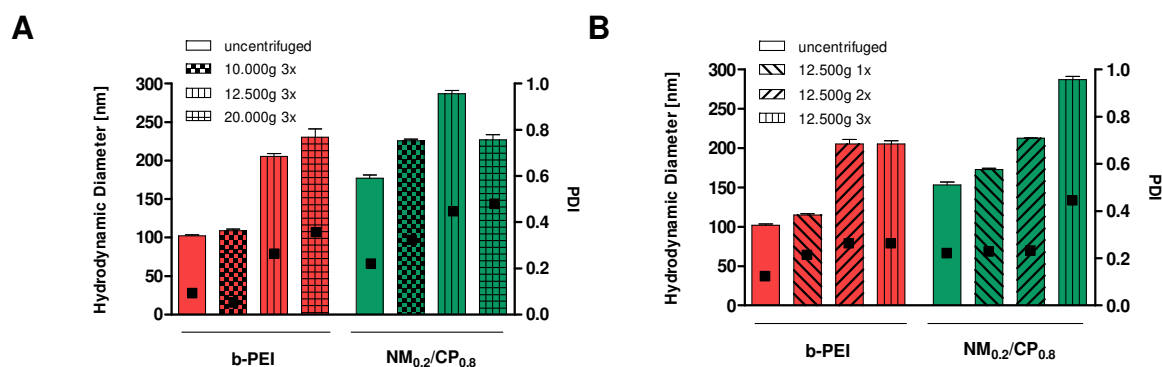 A
uncentrifuged
10.000g 3x
12.500g 3x
20.000g 3x
Hydrodynamic Diameter [nm]
300
250
200
150
100
50
0
1.0
0.8
0.6
0.4
0.2
0.0
PDI
b-PEI
NM0.2/CP0.8
B
uncentrifuged
12.500g 1x
12.500g 2x
12.500g 3x
Hydrodynamic Diameter [nm]
300
250
200
150
100
50
0
1.0
0.8
0.6
0.4
0.2
0.0
PDI
b-PEI
NM0.2/CP0.8